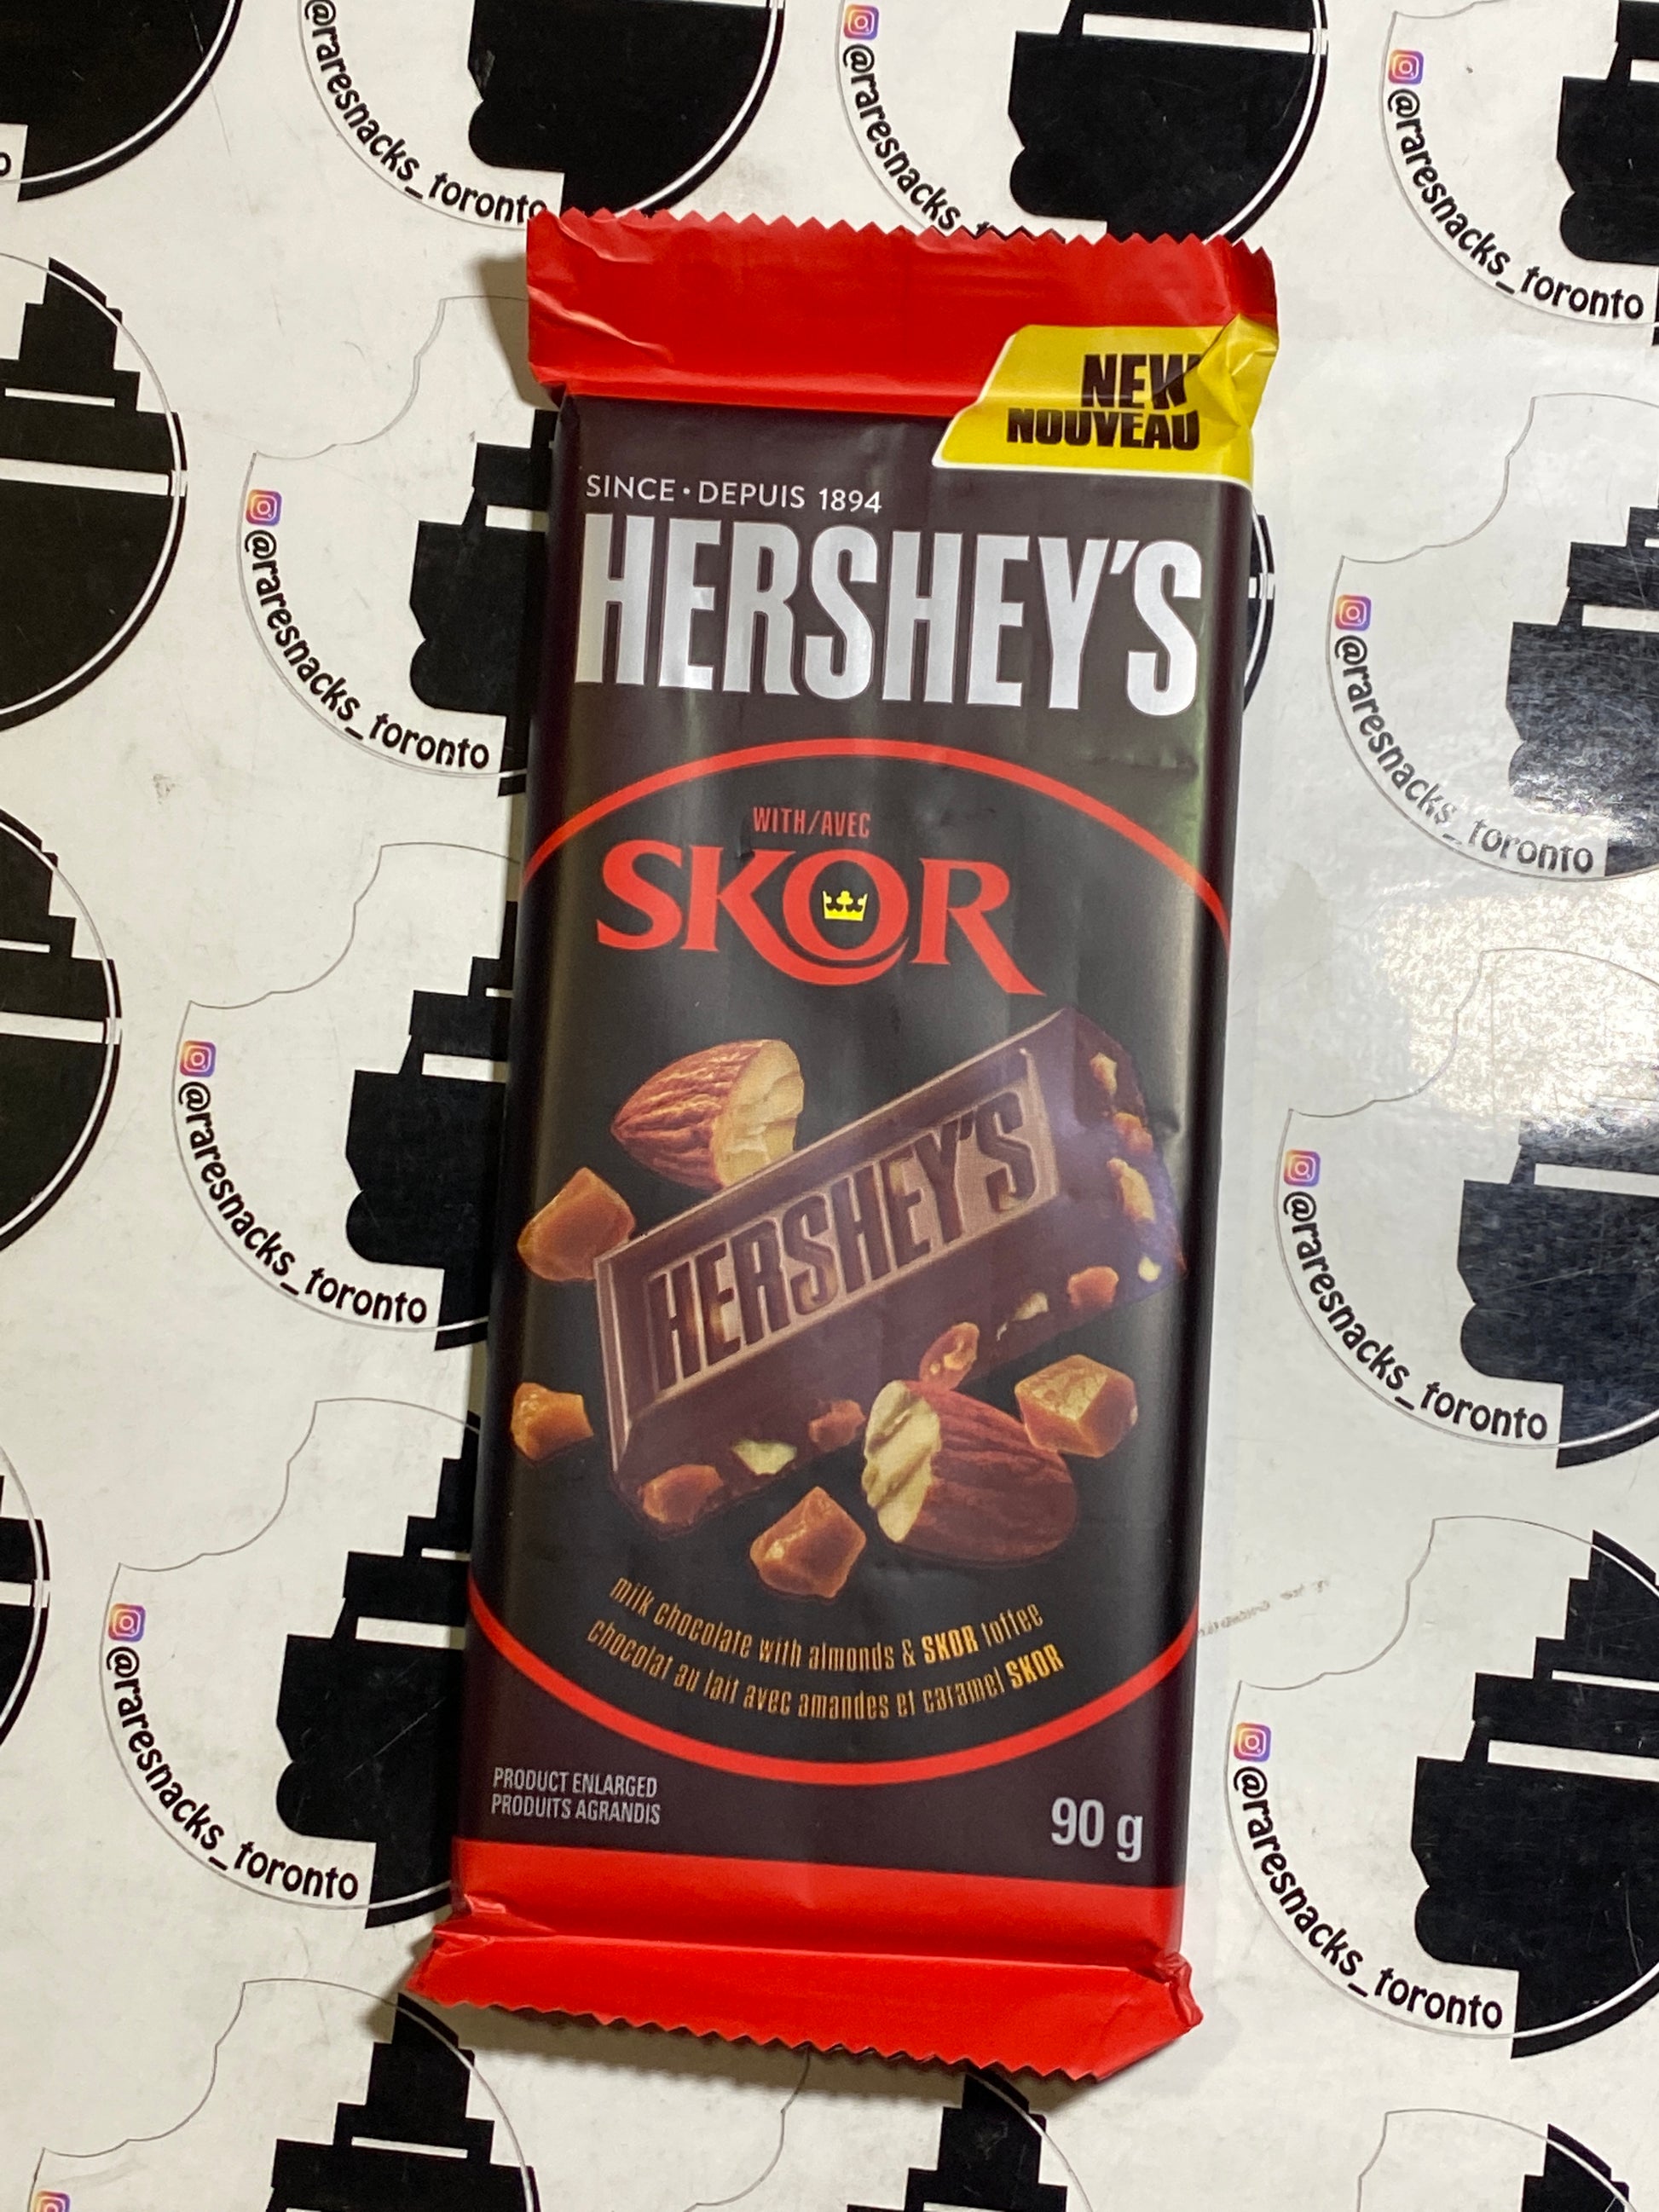 NEW
NOUVEAU
SINCE • DEPUIS 1894
HERSHEY'S
WITH/AVEC
SKOR
HERSHEY'S
milk chocolate with almonds & SKOR toffee
chocolat au lait avec amandes et caramel SKOR
PRODUCT ENLARGED
PRODUITS AGRANDIS
90 g
@raresnacks_toronto
@raresnacks_
@raresnacks_toronto
@raresnacks_toronto
@raresnacks_toronto
@raresnacks_toronto
@raresnacks_toronto
@raresnacks_toronto
@raresnacks_toronto